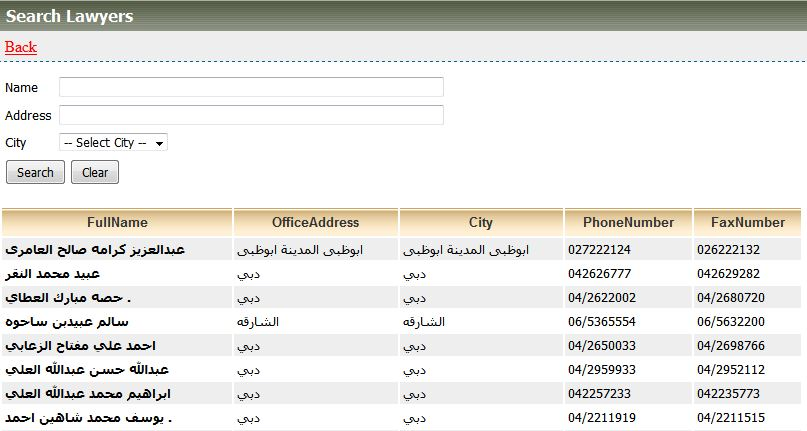 Search Lawyers
Back
Name
Address
City -- Select City --
Search Clear
FullName OfficeAddress City PhoneNumber FaxNumber
عبدالعزيز كرامه صالح العامرى ابوظبى المدينة ابوظبى ابوظبى المدينة ابوظبى 027222124 026222132
عبيد محمد النقر دبي دبي 042626777 042629282
حصه مبارك العطاي . دبي دبي 04/2622002 04/2680720
سالم عبيدبن ساحوه الشارقه الشارقه 06/5365554 06/5632200
احمد علي مفتاح الزعابي دبي دبي 04/2650033 04/2698766
عبدالله حسن عبدالله العلي دبي دبي 04/2959933 04/2952112
ابراهيم محمد عبدالله العلي دبي دبي 042257233 042235773
يوسف محمد شاهين احمد . دبي دبي 04/2211919 04/2211515